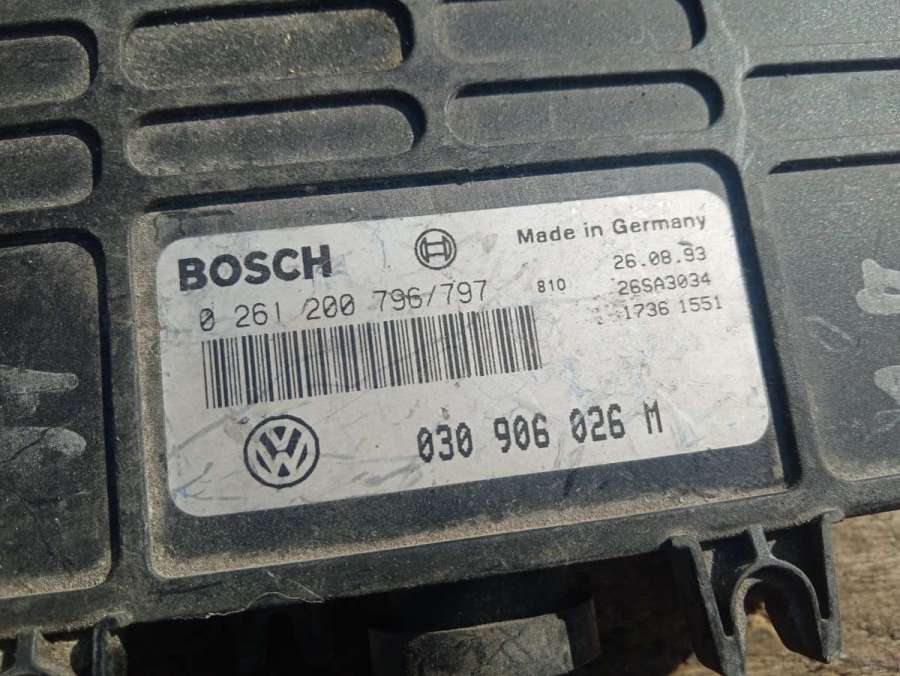 BOSCH
Made in Germany
0 261 200 796/797
810
26.08.93
26SA3034
1736 1551
030 906 026 M